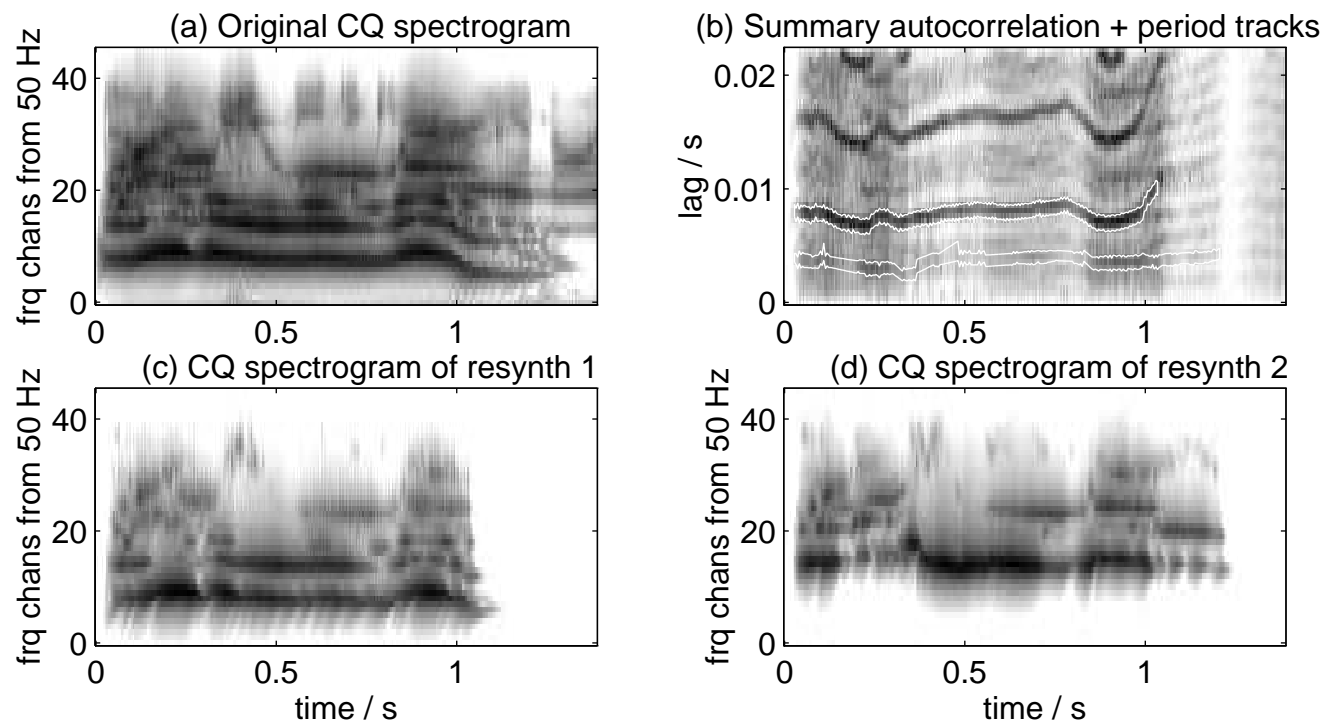 (a) Original CQ spectrogram
frq chans from 50 Hz
40
20
0
0
0.5
1
(b) Summary autocorrelation + period tracks
lag / s
0.02
0.01
0
0
0.5
1
(c) CQ spectrogram of resynth 1
frq chans from 50 Hz
40
20
0
0
0.5
1
time / s
(d) CQ spectrogram of resynth 2
frq chans from 50 Hz
40
20
0
0
0.5
1
time / s